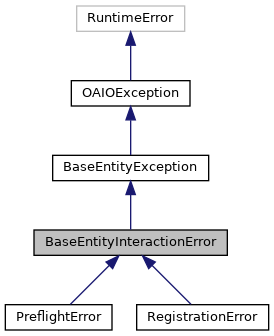 RuntimeError
OAIOException
BaseEntityException
BaseEntityInteractionError
PreflightError
RegistrationError